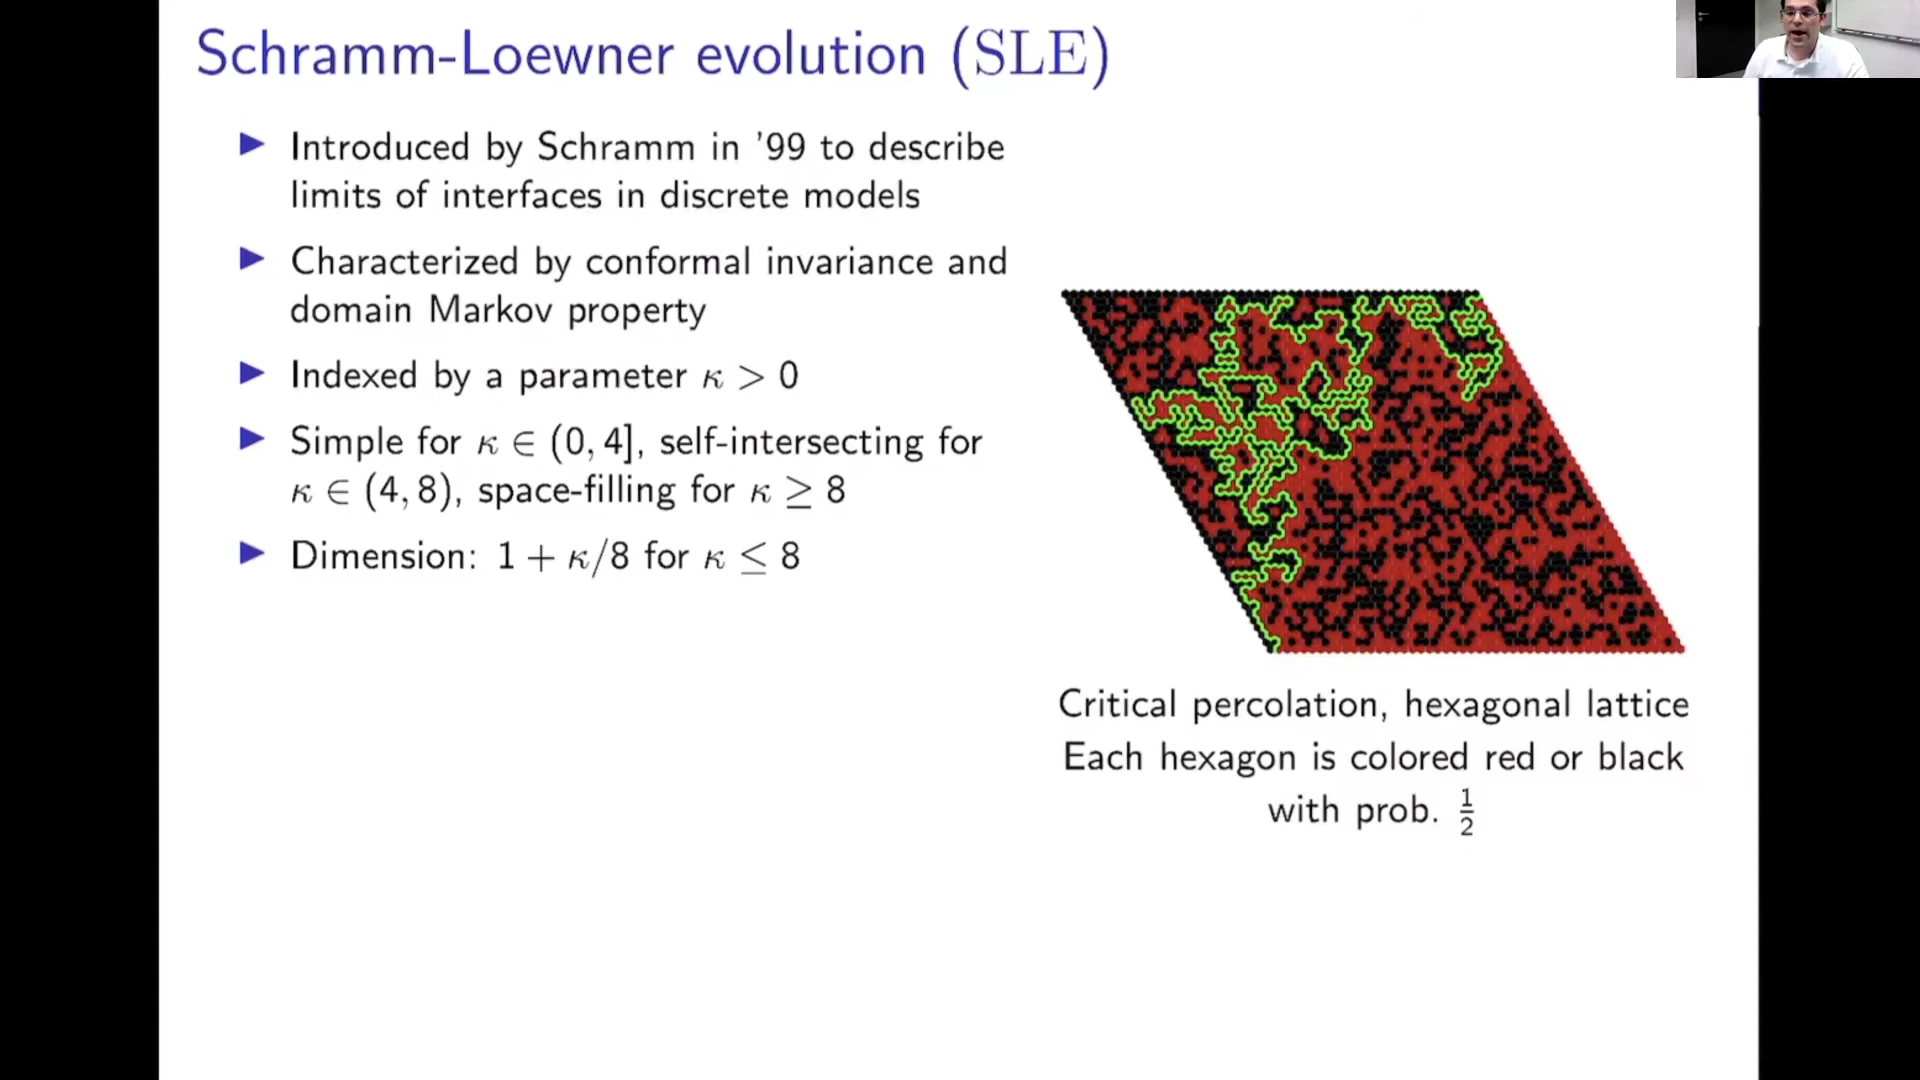 Schramm-Loewner evolution (SLE)
▶ Introduced by Schramm in ’99 to describe
limits of interfaces in discrete models
▶ Characterized by conformal invariance and
domain Markov property
▶ Indexed by a parameter κ > 0
▶ Simple for κ ∈ (0, 4], self-intersecting for
κ ∈ (4, 8), space-filling for κ ≥ 8
▶ Dimension: 1 + κ/8 for κ ≤ 8
Critical percolation, hexagonal lattice
Each hexagon is colored red or black
with prob. 1/2